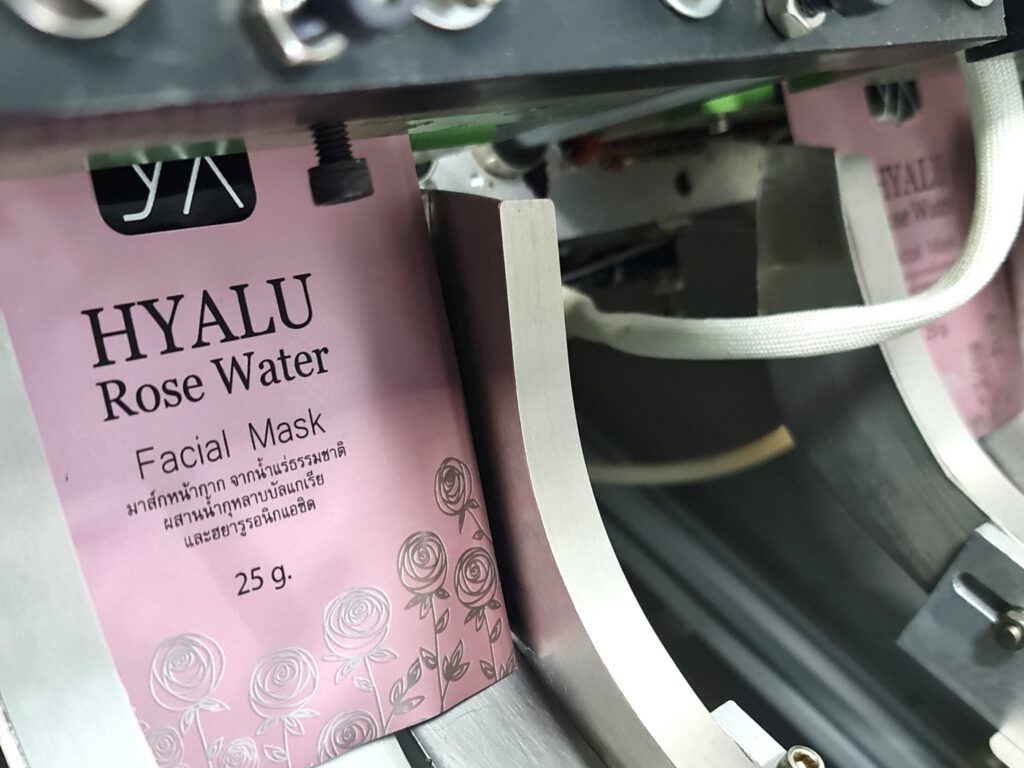 HYALU
Rose Water
Facial Mask
มาส์กหน้ากาก จากน้ำแร่ธรรมชาติ
ผสานน้ำกุหลาบบัลแกเรีย
และฮยารูรอนิกแอซิด
25 g.
HYALU
Rose Water
Facial Mask